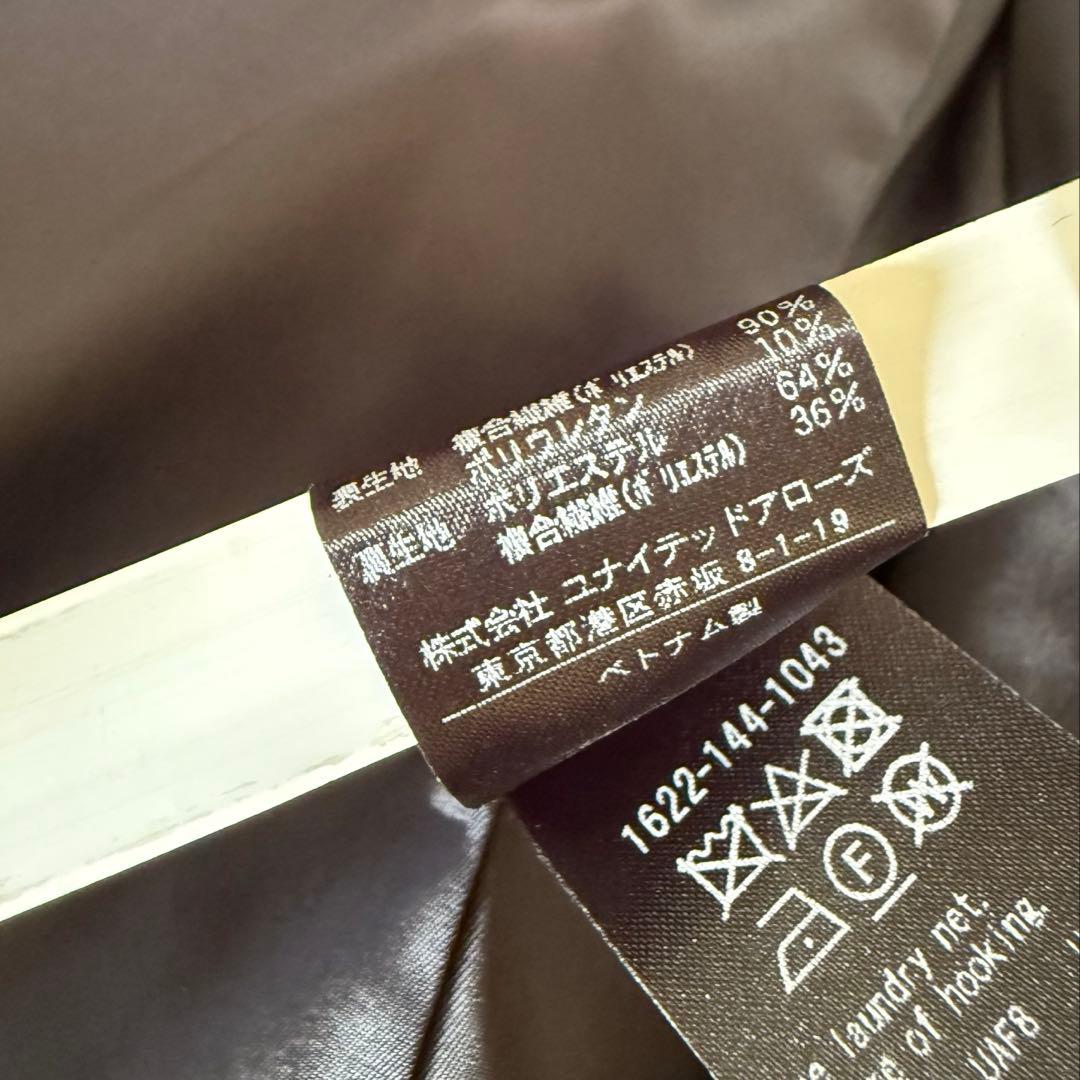 表生地 複合繊維(ポリエステル) 90%
ポリウレタン 10%
裏生地 ポリエステル 64%
複合繊維(ポリエステル) 36%
株式会社 ユナイテッドアローズ
東京都港区赤坂 8-1-19
ベトナム製
1622-144-1043
F
laundry net.
of hooking.
UAF8